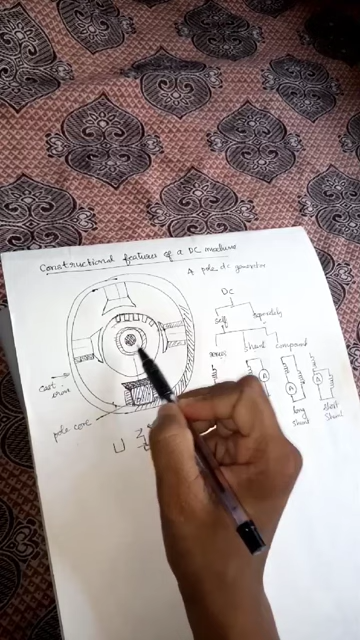 Constructional features of a DC machine
4 pole dc generator
DC
self
separately
series
shunt
compound
Cast
iron
pole core
long
shunt
short
shunt
A
A
A